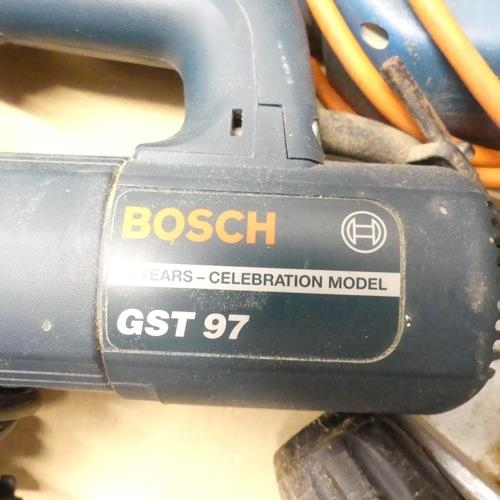 BOSCH
YEARS – CELEBRATION MODEL
GST 97